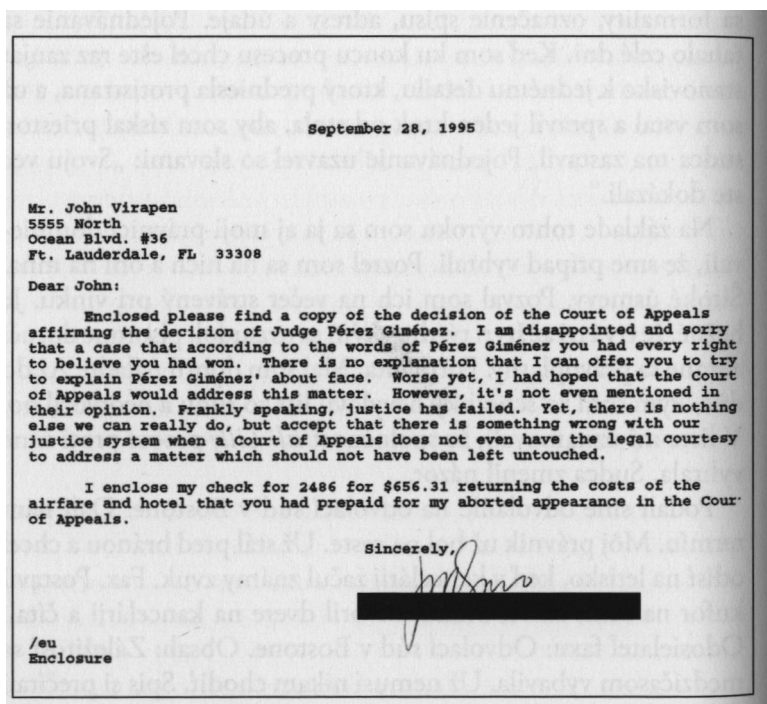 September 28, 1995
Mr. John Virapen
5555 North
Ocean Blvd. #36
Ft. Lauderdale, FL 33308
Dear John:
Enclosed please find a copy of the decision of the Court of Appeals
affirming the decision of Judge Pérez Giménez. I am disappointed and sorry
that a case that according to the words of Pérez Giménez you had every right
to believe you had won. There is no explanation that I can offer you to try
to explain Pérez Giménez' about face. Worse yet, I had hoped that the Court
of Appeals would address this matter. However, it's not even mentioned in
their opinion. Frankly speaking, justice has failed. Yet, there is nothing
else we can really do, but accept that there is something wrong with our
justice system when a Court of Appeals does not even have the legal courtesy
to address a matter which should not have been left untouched.
I enclose my check for 2486 for $656.31 returning the costs of the
airfare and hotel that you had prepaid for my aborted appearance in the Cour
of Appeals.
Sincerely,
/eu
Enclosure